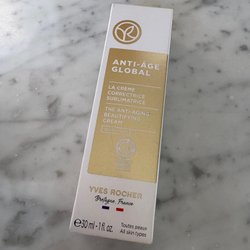 ANTI-ÂGE
GLOBAL
LA CRÈME
CORRECTRICE
SUBLIMATRICE
THE ANTI-AGING
BEAUTIFYING
CREAM
YVES ROCHER
Bretagne, France
e 30 ml - 1 fl. oz.
Toutes peaux
All skin types